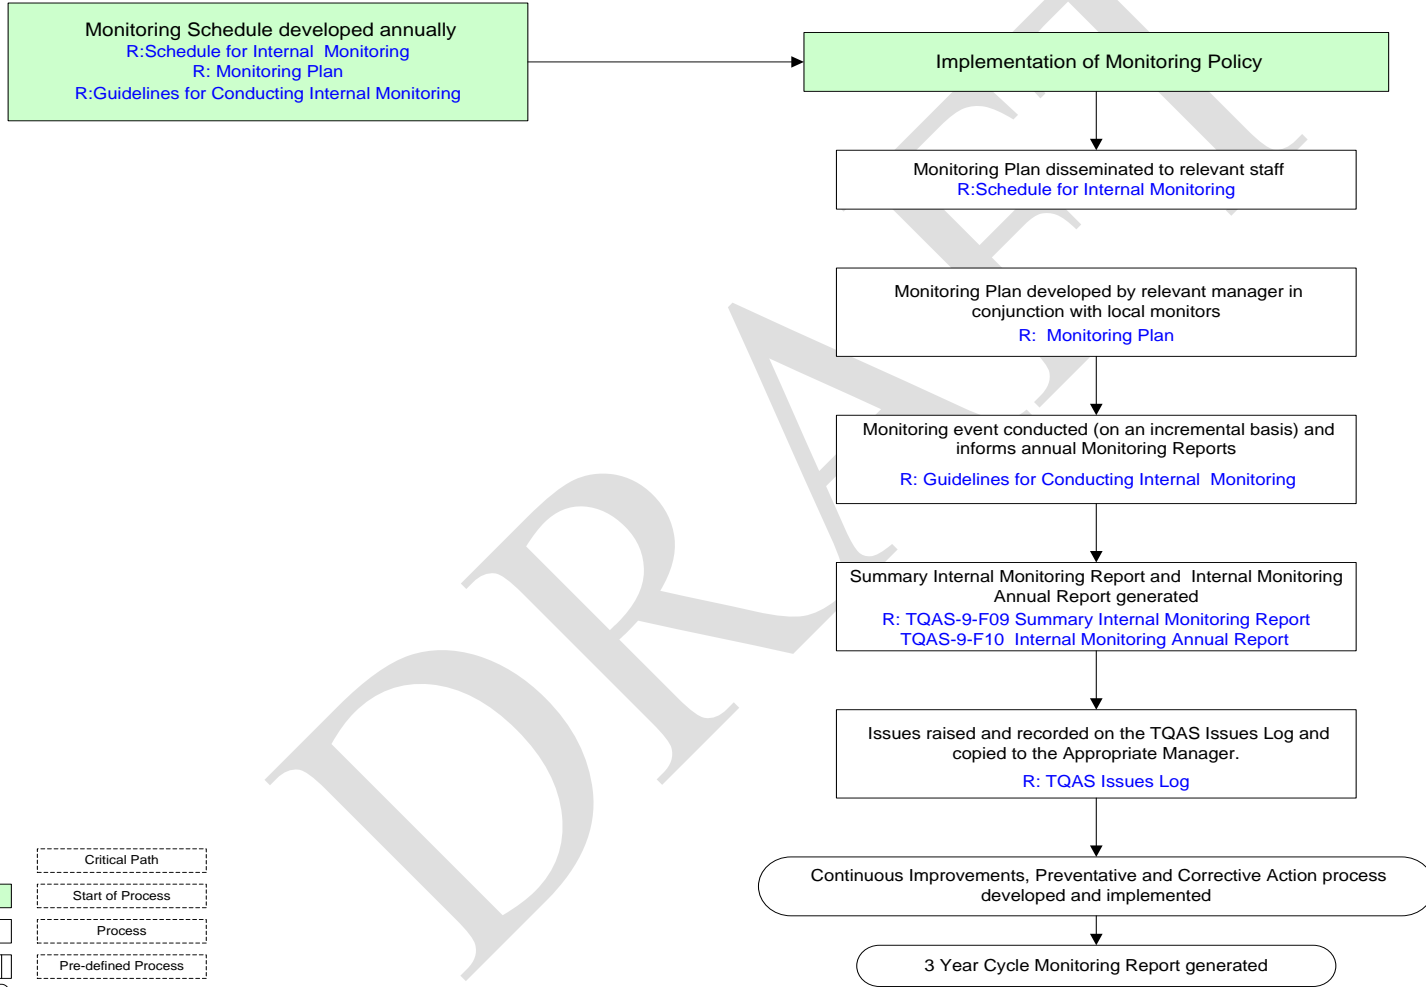 Monitoring Schedule developed annually
R:Schedule for Internal  Monitoring
R: Monitoring Plan
R:Guidelines for Conducting Internal  Monitoring
Implementation of Monitoring Policy
Monitoring Plan disseminated to relevant staff
R:Schedule for Internal Monitoring
Monitoring Plan developed by relevant manager in
conjunction with local monitors
R:  Monitoring Plan
Monitoring event conducted (on an incremental basis) and
informs annual Monitoring Reports
R: Guidelines for Conducting Internal  Monitoring
Summary Internal Monitoring Report and  Internal Monitoring
Annual Report generated
R: TQAS-9-F09 Summary Internal Monitoring Report
TQAS-9-F10  Internal Monitoring Annual Report
Issues raised and recorded on the TQAS Issues Log and
copied to the Appropriate Manager.
R: TQAS Issues Log
Continuous Improvements, Preventative and Corrective Action process
developed and implemented
3 Year Cycle Monitoring Report generated
Critical Path
Start of Process
Process
Pre-defined Process
DRAFT